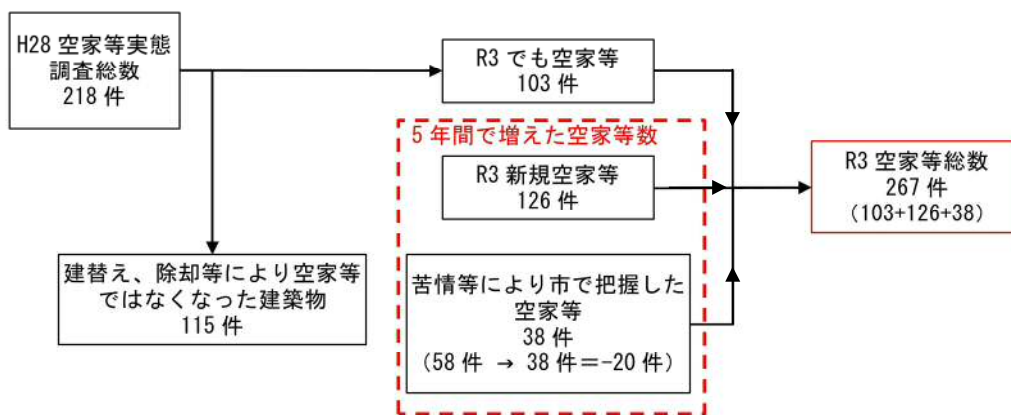 H28 空家等実態
調査総数
218 件
R3 でも空家等
103 件
5 年間で増えた空家等数
R3 新規空家等
126 件
R3 空家等総数
267 件
（103+126+38）
建替え、除却等により空家等
ではなくなった建築物
115 件
苦情等により市で把握した
空家等
38 件
（58 件 → 38 件＝-20 件）